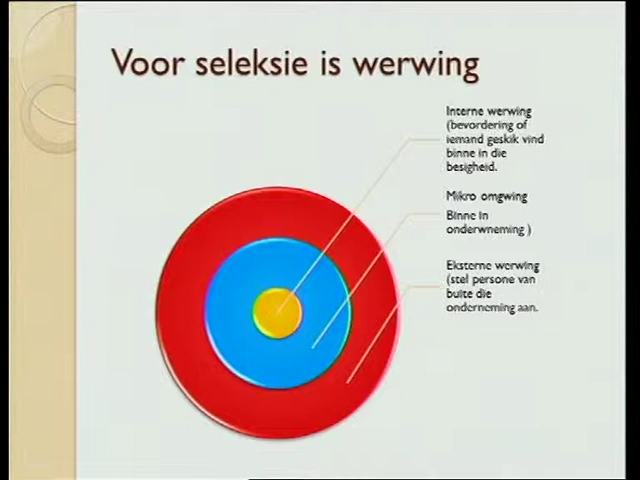 Voor seleksie is werwing
Interne werwing
(bevordering of
iemand geskik vind
binne in die
besigheid.
Mikro omgwing
Binne in
onderwneming )
Eksterne werwing
(stel persone van
buite die
onderneming aan.